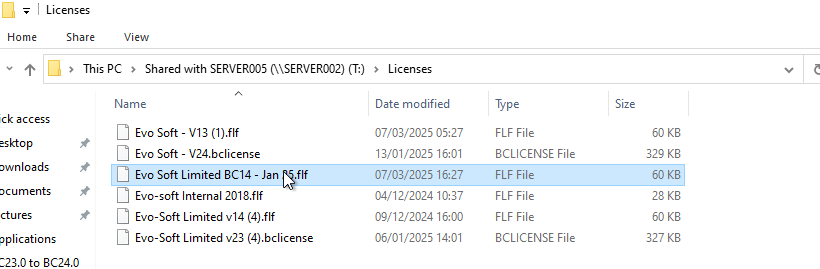 Licenses
Home Share View
This PC > Shared with SERVER005 (\\SERVER002) (T:) > Licenses
Name Date modified Type Size
ick access
esktop
ownloads
ocuments
ctures
pplications
C23.0 to BC24.0
Evo Soft - V13 (1).flf 07/03/2025 05:27 FLF File 60 KB
Evo Soft - V24.bclicense 13/01/2025 16:01 BCLICENSE File 329 KB
Evo Soft Limited BC14 - Jan 5.flf 07/03/2025 16:27 FLF File 60 KB
Evo-soft Internal 2018.flf 04/12/2024 10:37 FLF File 28 KB
Evo-Soft Limited v14 (4).flf 09/12/2024 16:00 FLF File 60 KB
Evo-Soft Limited v23 (4).bclicense 06/01/2025 14:01 BCLICENSE File 327 KB